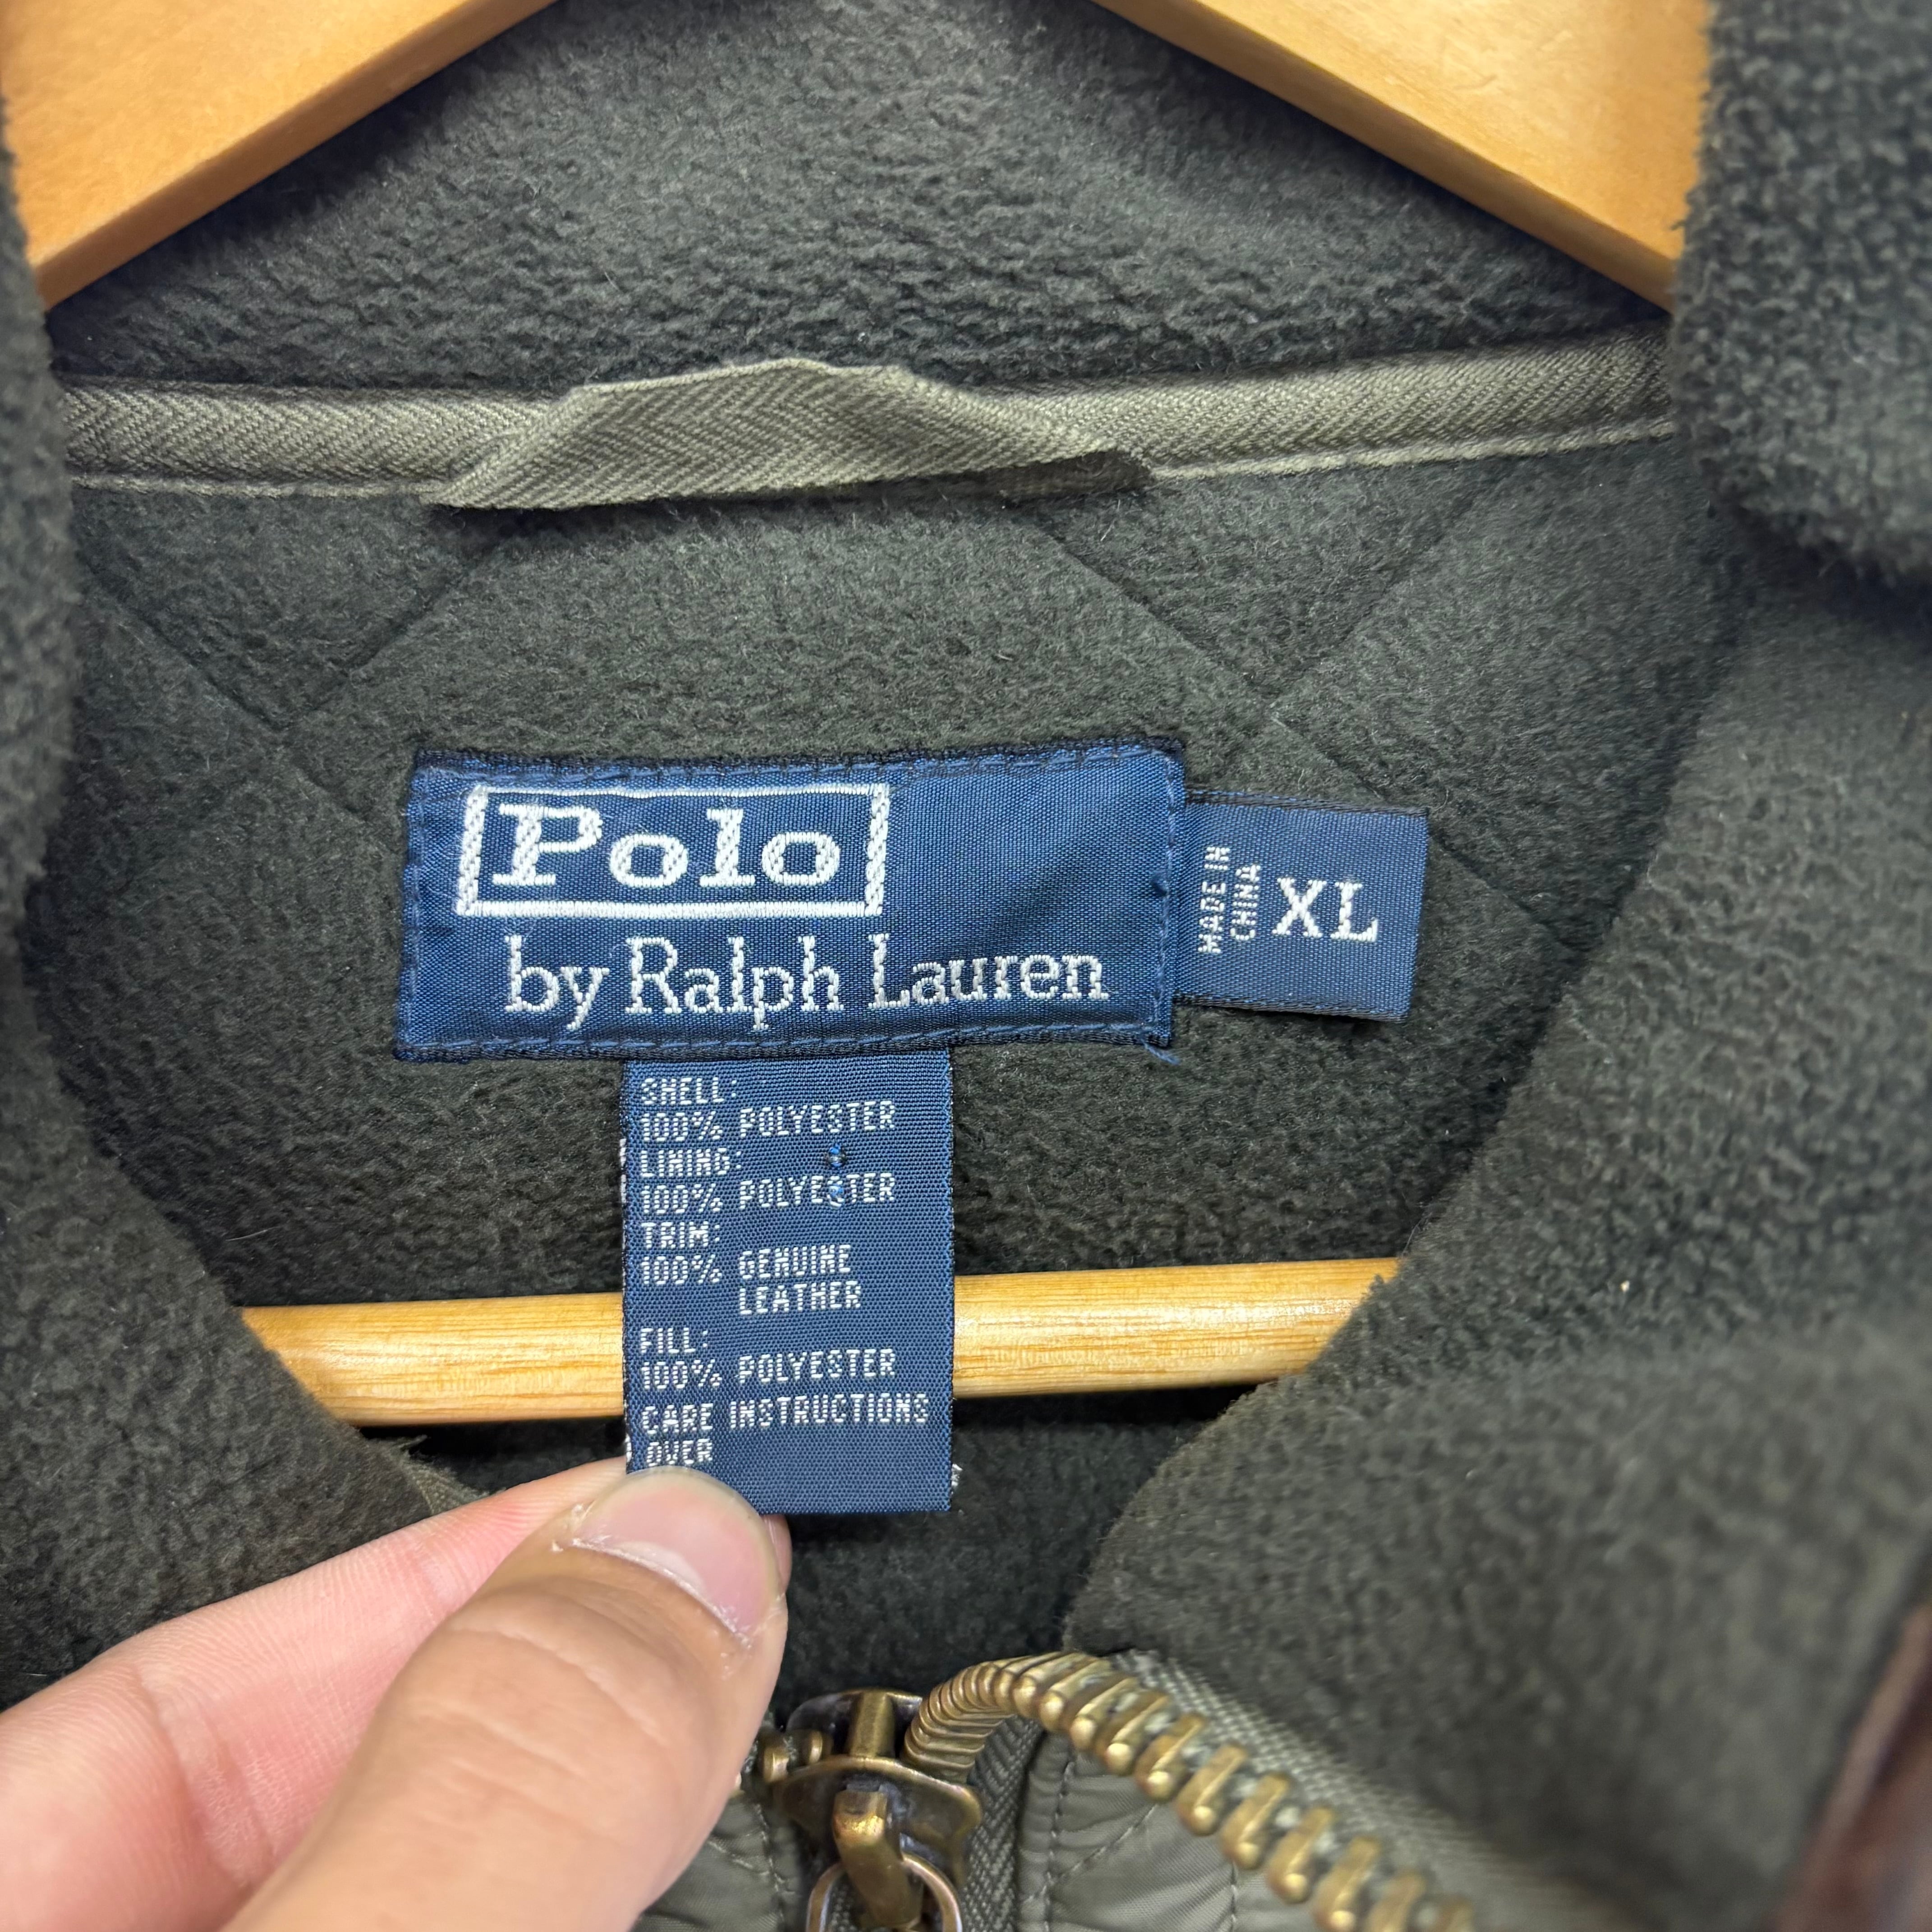 Polo
by Ralph Lauren
MADE IN
CHINA
XL
SHELL:
100% POLYESTER
LINING:
100% POLYESTER
TRIM:
100% GENUINE
LEATHER
FILL:
100% POLYESTER
CARE INSTRUCTIONS
OVER